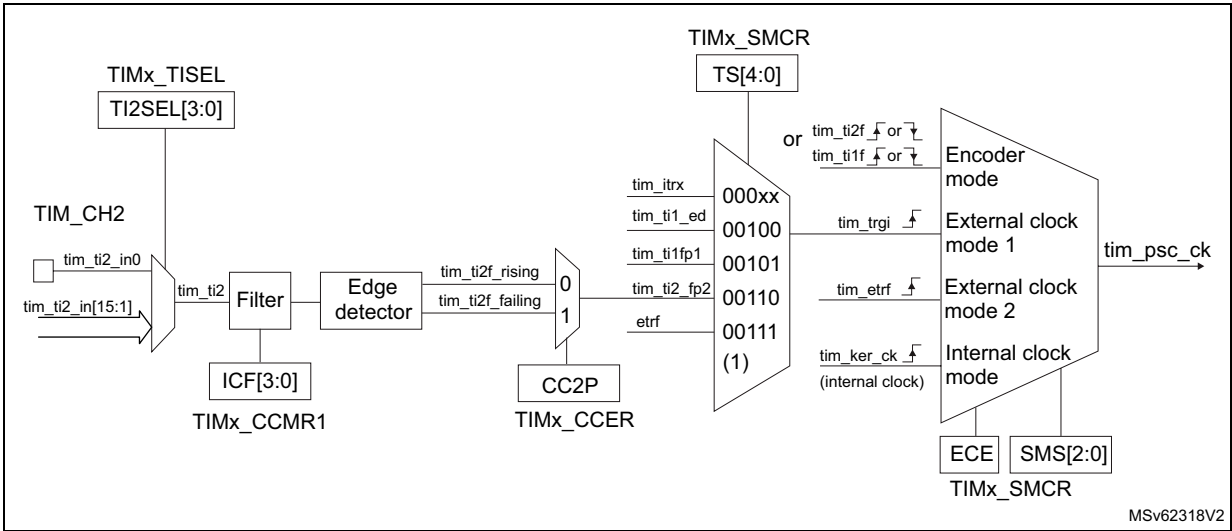 TIMx_SMCR
TS[4:0]
TIMx_TISEL
TI2SEL[3:0]
TIM_CH2
tim_ti2_in0
tim_ti2_in[15:1]
tim_ti2
Filter
ICF[3:0]
TIMx_CCMR1
Edge
detector
tim_ti2f_rising
tim_ti2f_failing
0
1
CC2P
TIMx_CCER
tim_itrx
tim_ti1_ed
tim_ti1fp1
tim_ti2_fp2
etrf
000xx
00100
00101
00110
00111
(1)
or
tim_ti2f or
tim_ti1f or
Encoder
mode
tim_trgi
External clock
mode 1
tim_etrf
External clock
mode 2
tim_ker_ck
(internal clock)
Internal clock
mode
tim_psc_ck
ECE
SMS[2:0]
TIMx_SMCR
MSv62318V2